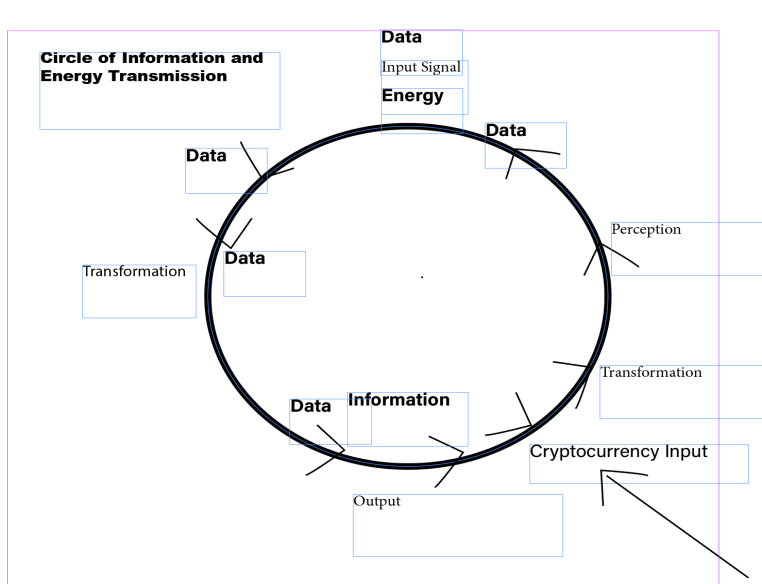 Circle of Information and
Energy Transmission
Data
Input Signal
Energy
Data
Data
Perception
Data
Transformation
Transformation
Data
Information
Cryptocurrency Input
Output